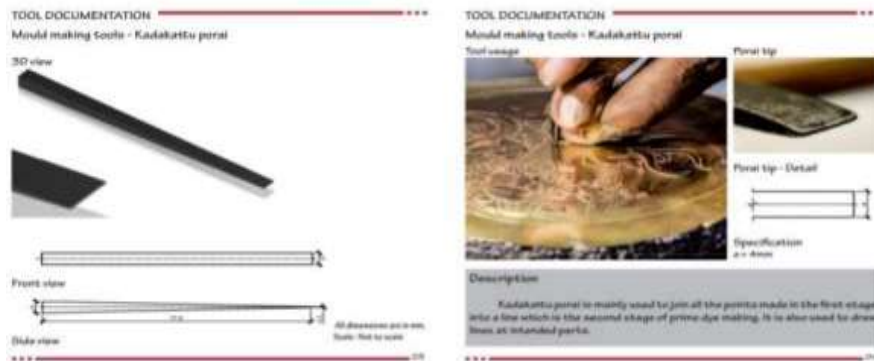 TOOL DOCUMENTATION
Mould making tools - Kadakattu porai
3D view
Front view
Side view
All dimensions are in mm,
Scale: Not to scale
TOOL DOCUMENTATION
Mould making tools - Kadakattu porai
Tool usage
Porai tip
Porai tip - Detail
Specification
a = 4mm
Description
Kadakattu porai is mainly used to join all the points made in the first stage
into a line which is the second stage of prime dye making. It is also used to draw
lines at intended parts.